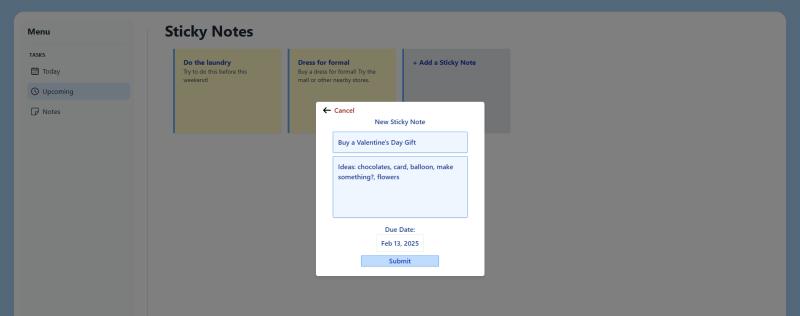 Menu
TASKS
Today
Upcoming
Notes
Sticky Notes
Do the laundry
Try to do this before this
weekend!
Dress for formal
Buy a dress for formal! Try the
mall or other nearby stores.
+ Add a Sticky Note
Cancel
New Sticky Note
Buy a Valentine's Day Gift
Ideas: chocolates, card, balloon, make
something?, flowers
Due Date:
Feb 13, 2025
Submit